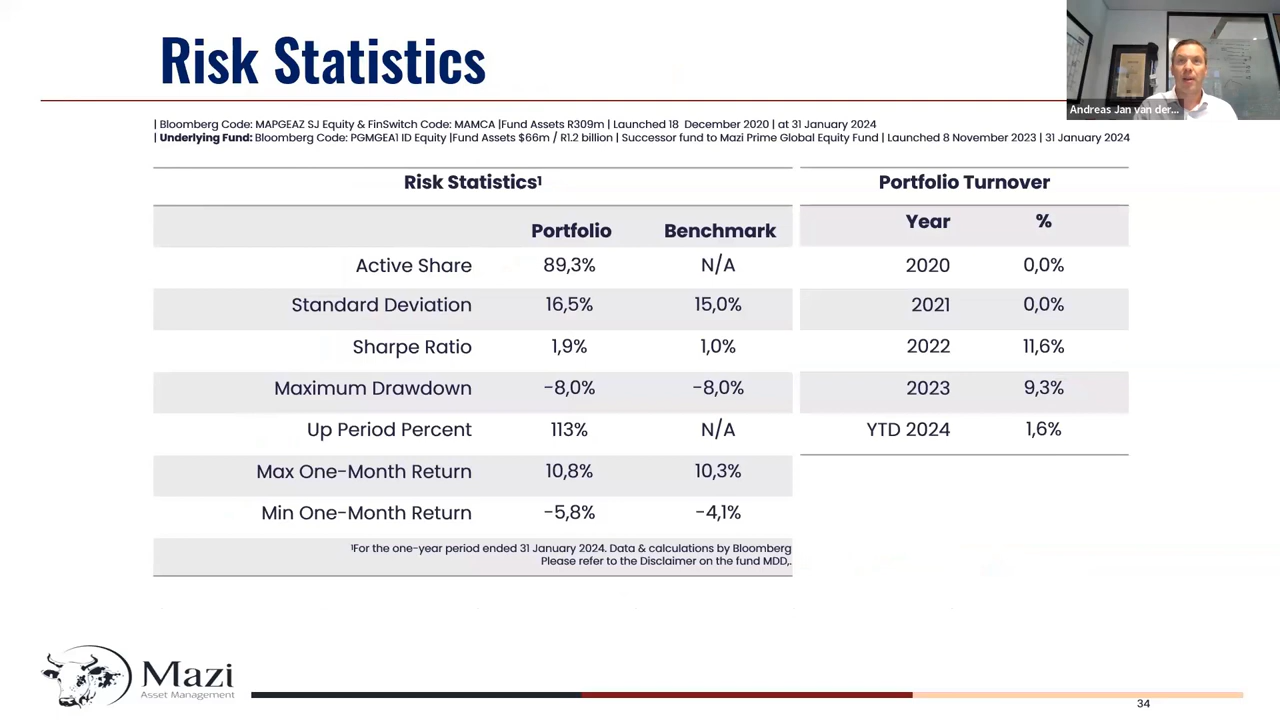 Risk Statistics
Andreas Jan van der...
| Bloomberg Code: MAPGEAZ SJ Equity & FinSwitch Code: MAMCA |Fund Assets R309m | Launched 18 December 2020 | at 31 January 2024
| Underlying Fund: Bloomberg Code: PGMGEA1 ID Equity |Fund Assets $66m / R1.2 billion | Successor fund to Mazi Prime Global Equity Fund | Launched 8 November 2023 | 31 January 2024
Risk Statistics¹
Portfolio Benchmark
Active Share 89,3% N/A
Standard Deviation 16,5% 15,0%
Sharpe Ratio 1,9% 1,0%
Maximum Drawdown -8,0% -8,0%
Up Period Percent 113% N/A
Max One-Month Return 10,8% 10,3%
Min One-Month Return -5,8% -4,1%
¹For the one-year period ended 31 January 2024. Data & calculations by Bloomberg
Please refer to the Disclaimer on the fund MDD,.
Portfolio Turnover
Year %
2020 0,0%
2021 0,0%
2022 11,6%
2023 9,3%
YTD 2024 1,6%
Mazi
Asset Management
34